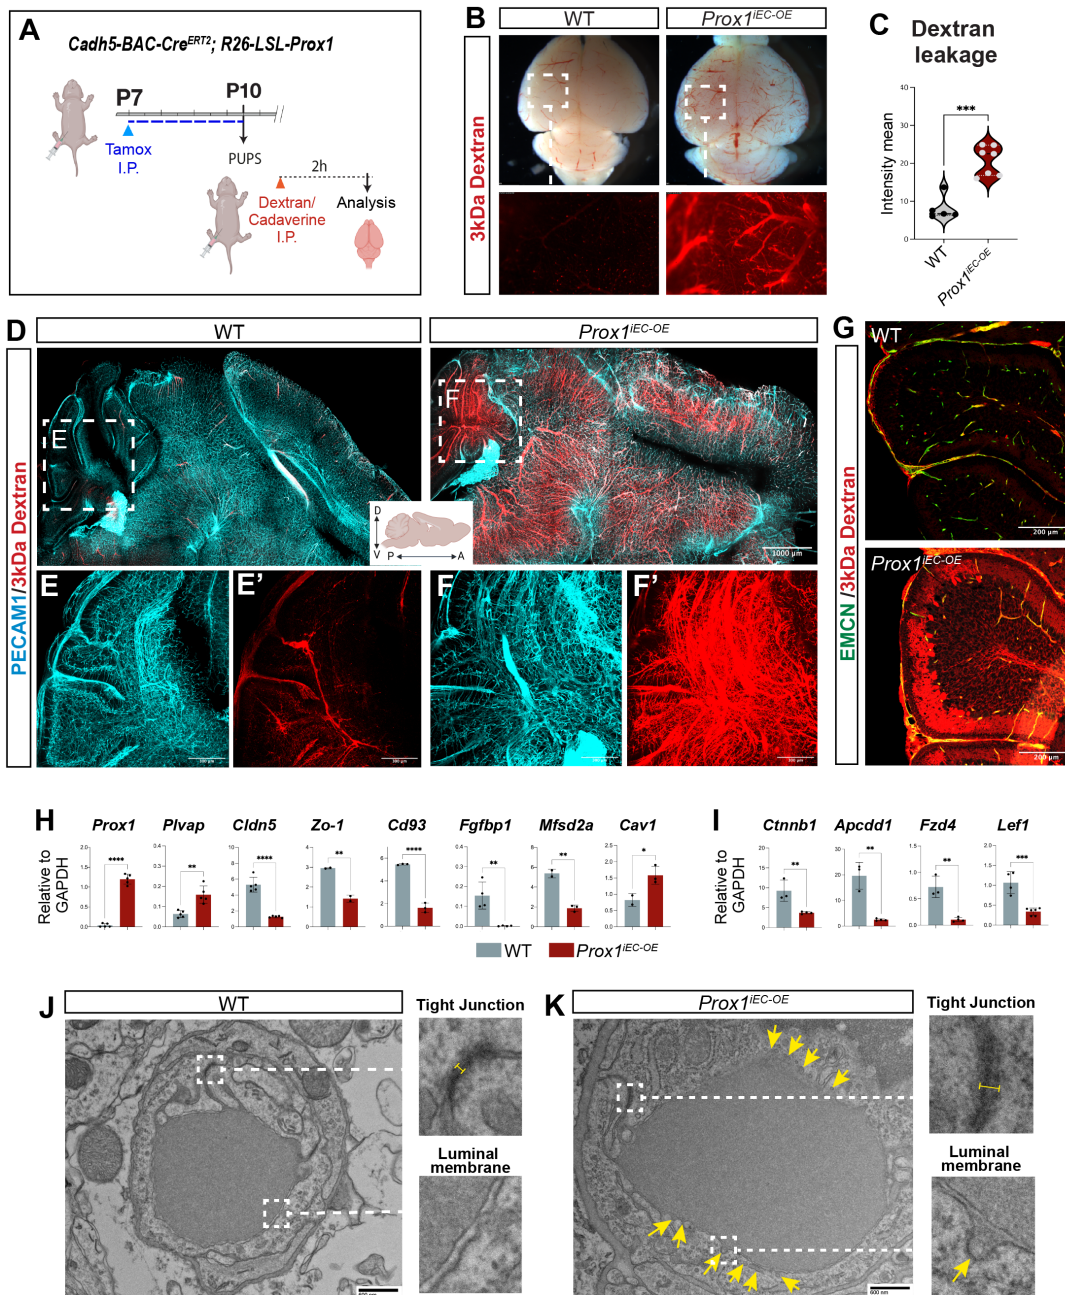 A
Cadh5-BAC-CreERT2; R26-LSL-Prox1
P7
P10
Tamox
I.P.
PUPS
2h
Dextran/
Cadaverine
I.P.
Analysis
B
WT
Prox1iEC-OE
3kDa Dextran
C
Dextran
leakage
***
Intensity mean
40
30
20
10
0
WT
Prox1iEC-OE
D
WT
Prox1iEC-OE
PECAM1/3kDa Dextran
E
F
D
V
P
A
1000 µm
E
E'
F
F'
G
WT
200 µm
Prox1iEC-OE
200 µm
EMCN/3kDa Dextran
H
Prox1
Plvap
Cldn5
Zo-1
Cd93
Fgfbp1
Mfsd2a
Cav1
Relative to
GAPDH
****
**
****
**
****
**
**
*
WT
Prox1iEC-OE
I
Ctnnb1
Apcdd1
Fzd4
Lef1
Relative to
GAPDH
**
**
**
***
J
WT
Tight Junction
Luminal
membrane
K
Prox1iEC-OE
600 nm
Tight Junction
Luminal
membrane